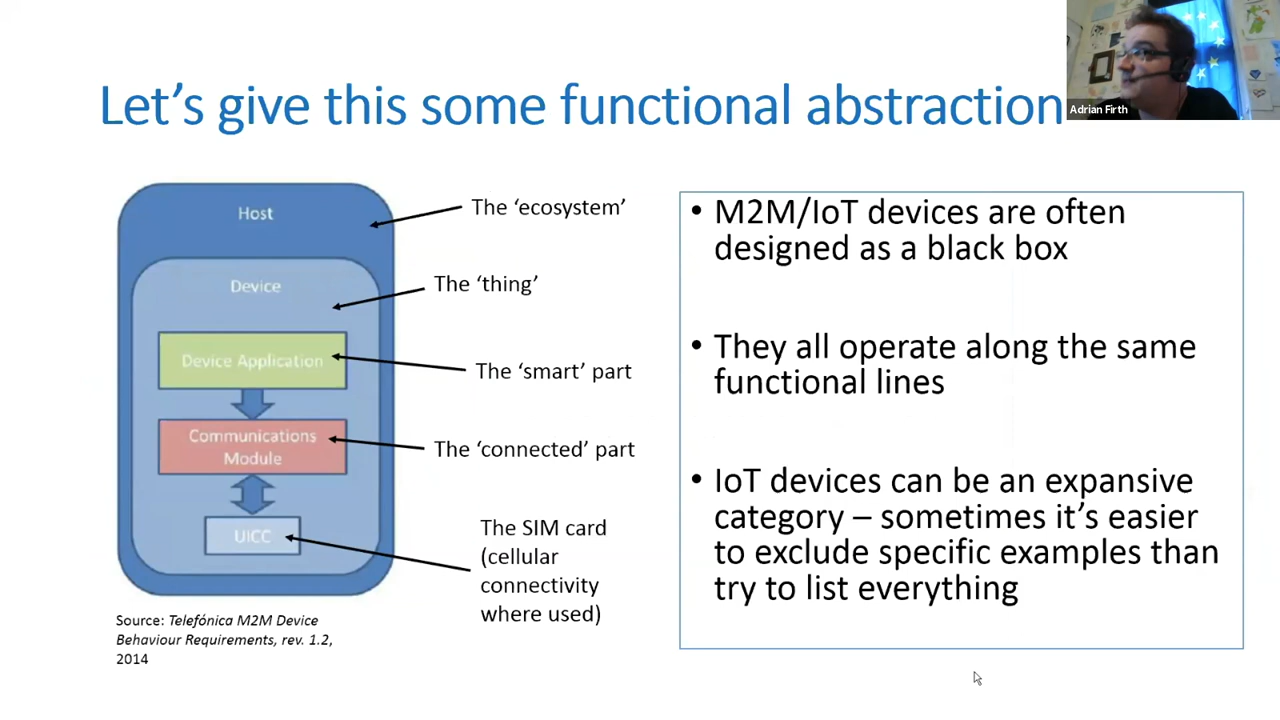 Let's give this some functional abstraction
Adrian Firth
Host
Device
Device Application
Communications
Module
UICC
The ‘ecosystem’
The ‘thing’
The ‘smart’ part
The ‘connected’ part
The SIM card
(cellular
connectivity
where used)
Source: Telefónica M2M Device
Behaviour Requirements, rev. 1.2,
2014
• M2M/IoT devices are often
designed as a black box
• They all operate along the same
functional lines
• IoT devices can be an expansive
category – sometimes it’s easier
to exclude specific examples than
try to list everything